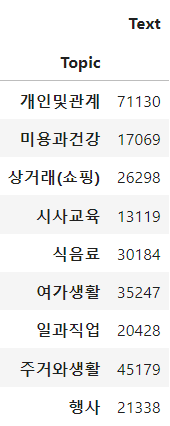 Text
Topic
개인및관계 71130
미용과건강 17069
상거래(쇼핑) 26298
시사교육 13119
식음료 30184
여가생활 35247
일과직업 20428
주거와생활 45179
행사 21338